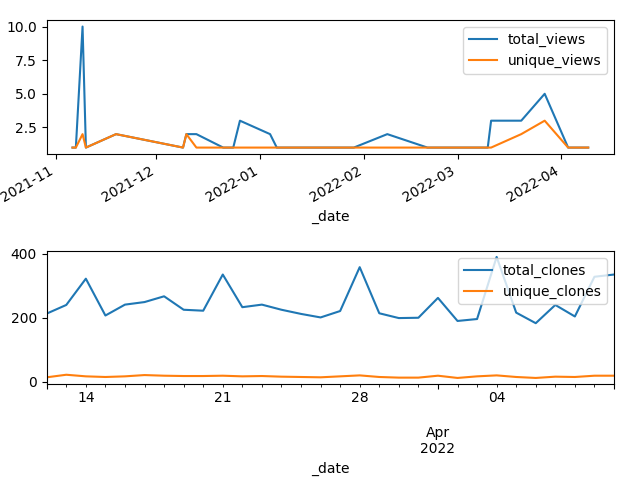 10.0
7.5
5.0
2.5
total_views
unique_views
2021-11
2021-12
2022-01
2022-02
2022-03
2022-04
_date
400
200
0
total_clones
unique_clones
14
21
28
04
Apr
2022
_date